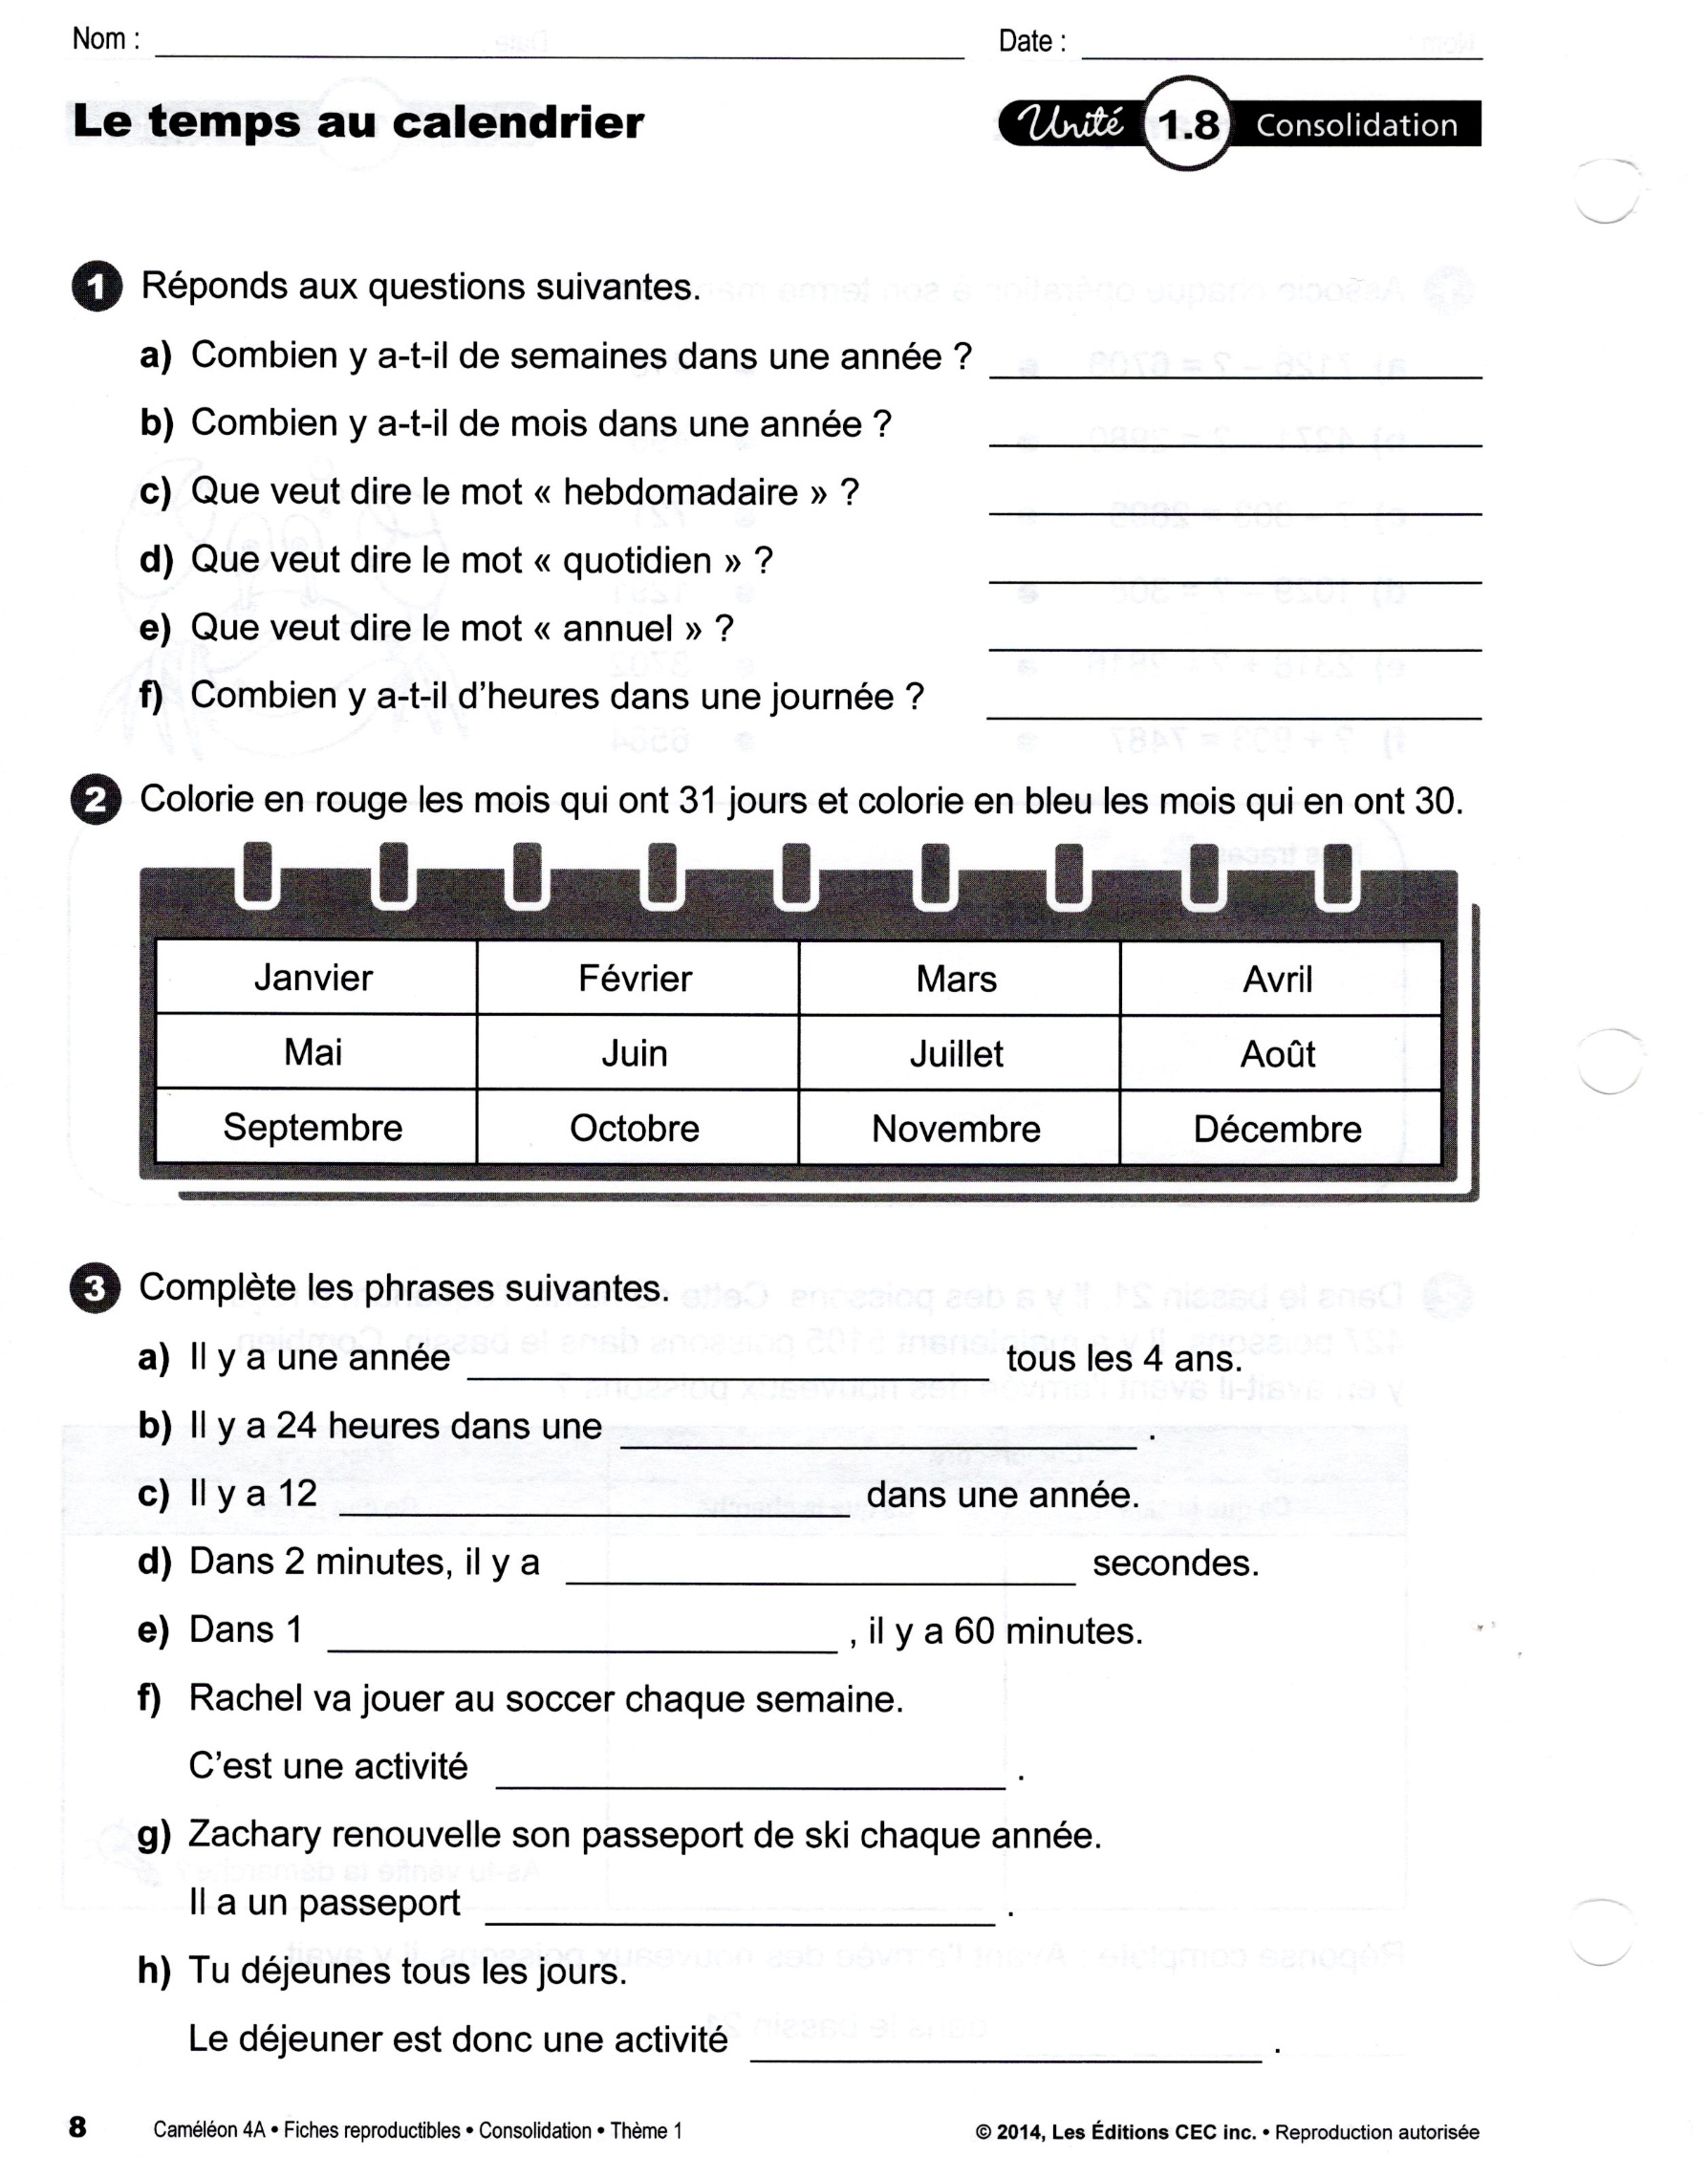 Nom : Date :
Le temps au calendrier Unité 1.8 Consolidation
1 Réponds aux questions suivantes.
a) Combien y a-t-il de semaines dans une année ?
b) Combien y a-t-il de mois dans une année ?
c) Que veut dire le mot « hebdomadaire » ?
d) Que veut dire le mot « quotidien » ?
e) Que veut dire le mot « annuel » ?
f) Combien y a-t-il d'heures dans une journée ?
2 Colorie en rouge les mois qui ont 31 jours et colorie en bleu les mois qui en ont 30.
Janvier Février Mars Avril
Mai Juin Juillet Août
Septembre Octobre Novembre Décembre
3 Complète les phrases suivantes.
a) Il y a une année tous les 4 ans.
b) Il y a 24 heures dans une .
c) Il y a 12 dans une année.
d) Dans 2 minutes, il y a secondes.
e) Dans 1 , il y a 60 minutes.
f) Rachel va jouer au soccer chaque semaine.
C'est une activité .
g) Zachary renouvelle son passeport de ski chaque année.
Il a un passeport .
h) Tu déjeunes tous les jours.
Le déjeuner est donc une activité .
8 Caméléon 4A • Fiches reproductibles • Consolidation • Thème 1 © 2014, Les Éditions CEC inc. • Reproduction autorisée